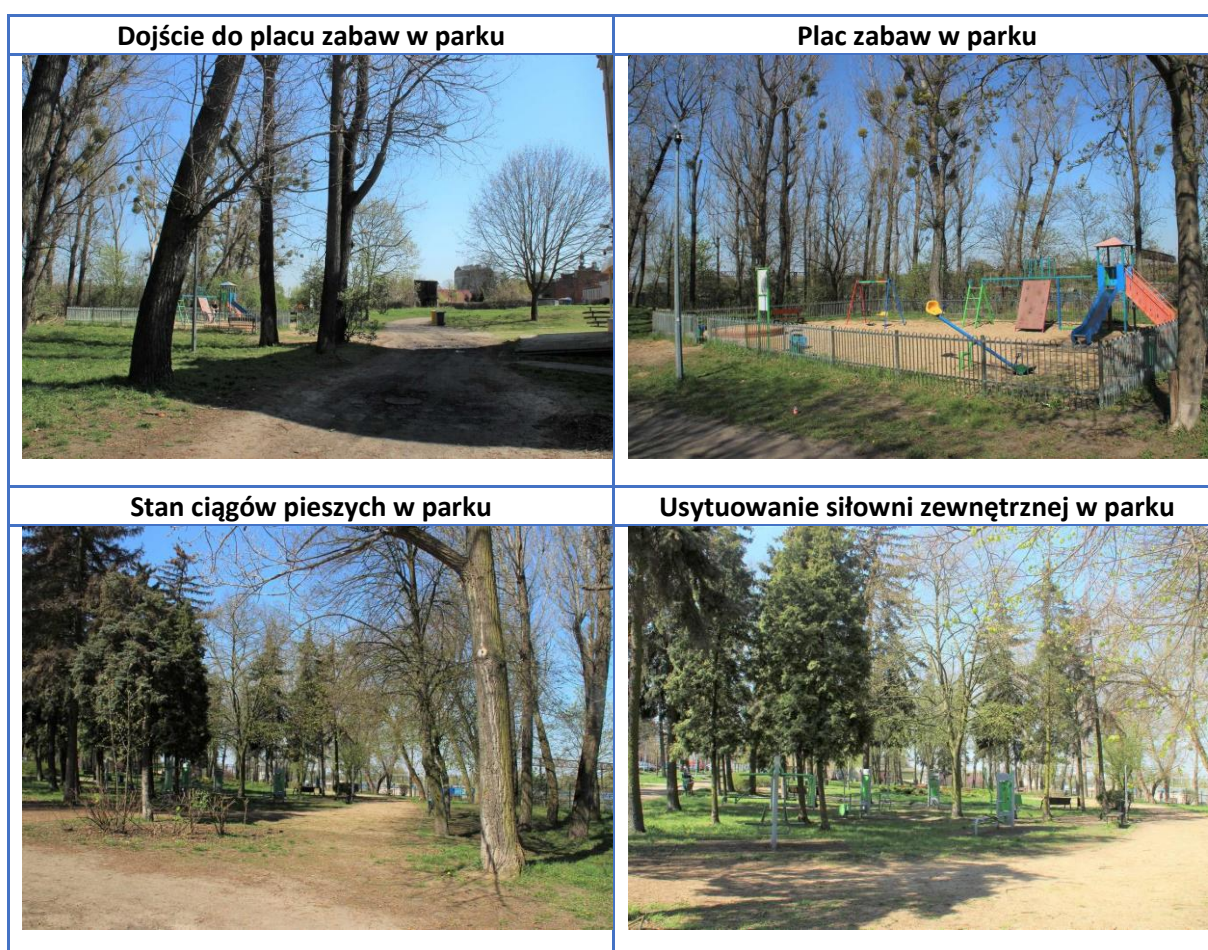 Dojście do placu zabaw w parku
Plac zabaw w parku
Stan ciągów pieszych w parku
Usytuowanie siłowni zewnętrznej w parku